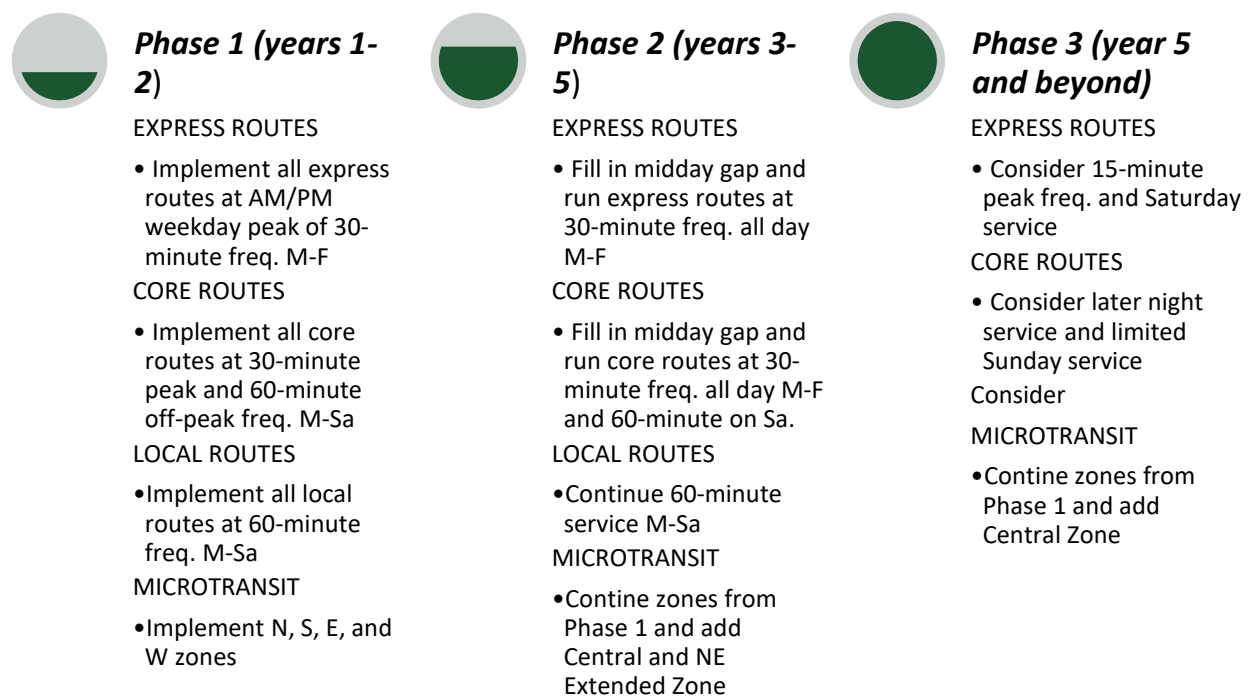 Phase 1 (years 1-
2)
EXPRESS ROUTES
• Implement all express
routes at AM/PM
weekday peak of 30-
minute freq. M-F
CORE ROUTES
• Implement all core
routes at 30-minute
peak and 60-minute
off-peak freq. M-Sa
LOCAL ROUTES
•Implement all local
routes at 60-minute
freq. M-Sa
MICROTRANSIT
•Implement N, S, E, and
W zones
Phase 2 (years 3-
5)
EXPRESS ROUTES
• Fill in midday gap and
run express routes at
30-minute freq. all day
M-F
CORE ROUTES
• Fill in midday gap and
run core routes at 30-
minute freq. all day M-F
and 60-minute on Sa.
LOCAL ROUTES
•Continue 60-minute
service M-Sa
MICROTRANSIT
•Contine zones from
Phase 1 and add
Central and NE
Extended Zone
Phase 3 (year 5
and beyond)
EXPRESS ROUTES
• Consider 15-minute
peak freq. and Saturday
service
CORE ROUTES
• Consider later night
service and limited
Sunday service
Consider
MICROTRANSIT
•Contine zones from
Phase 1 and add
Central Zone